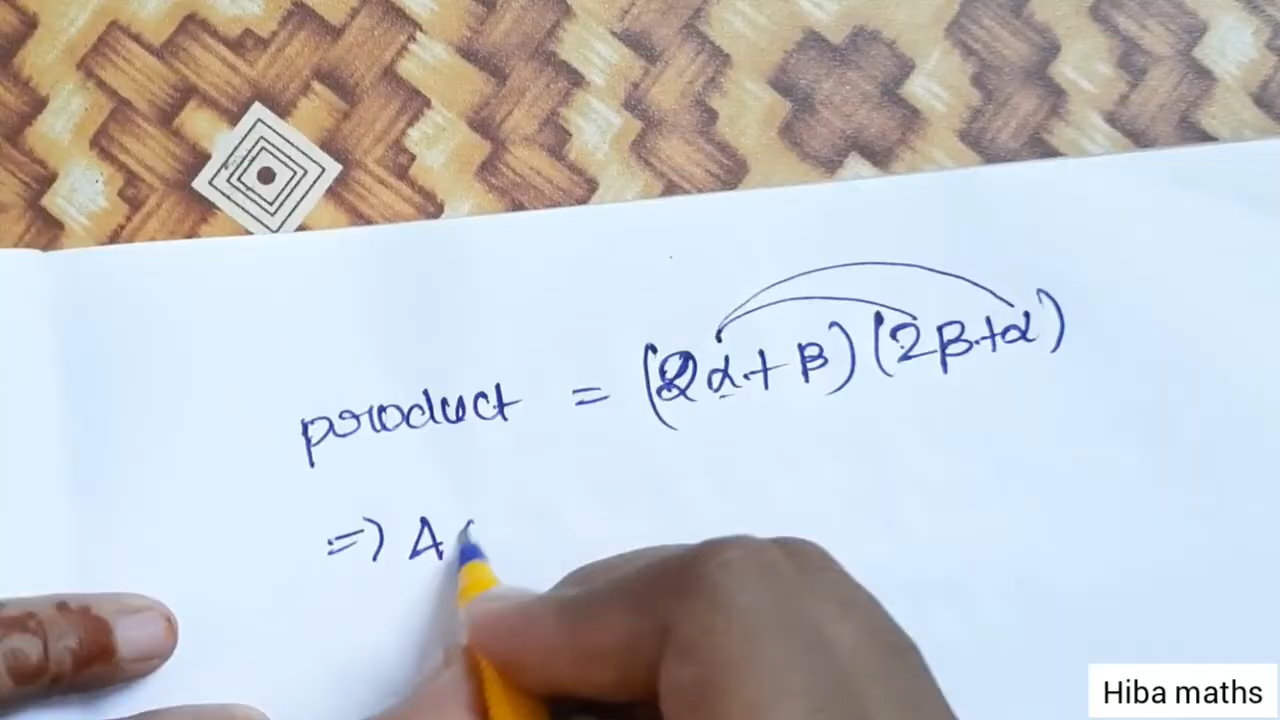 product = (2α+β)(2β+α)
=) 4
Hiba maths